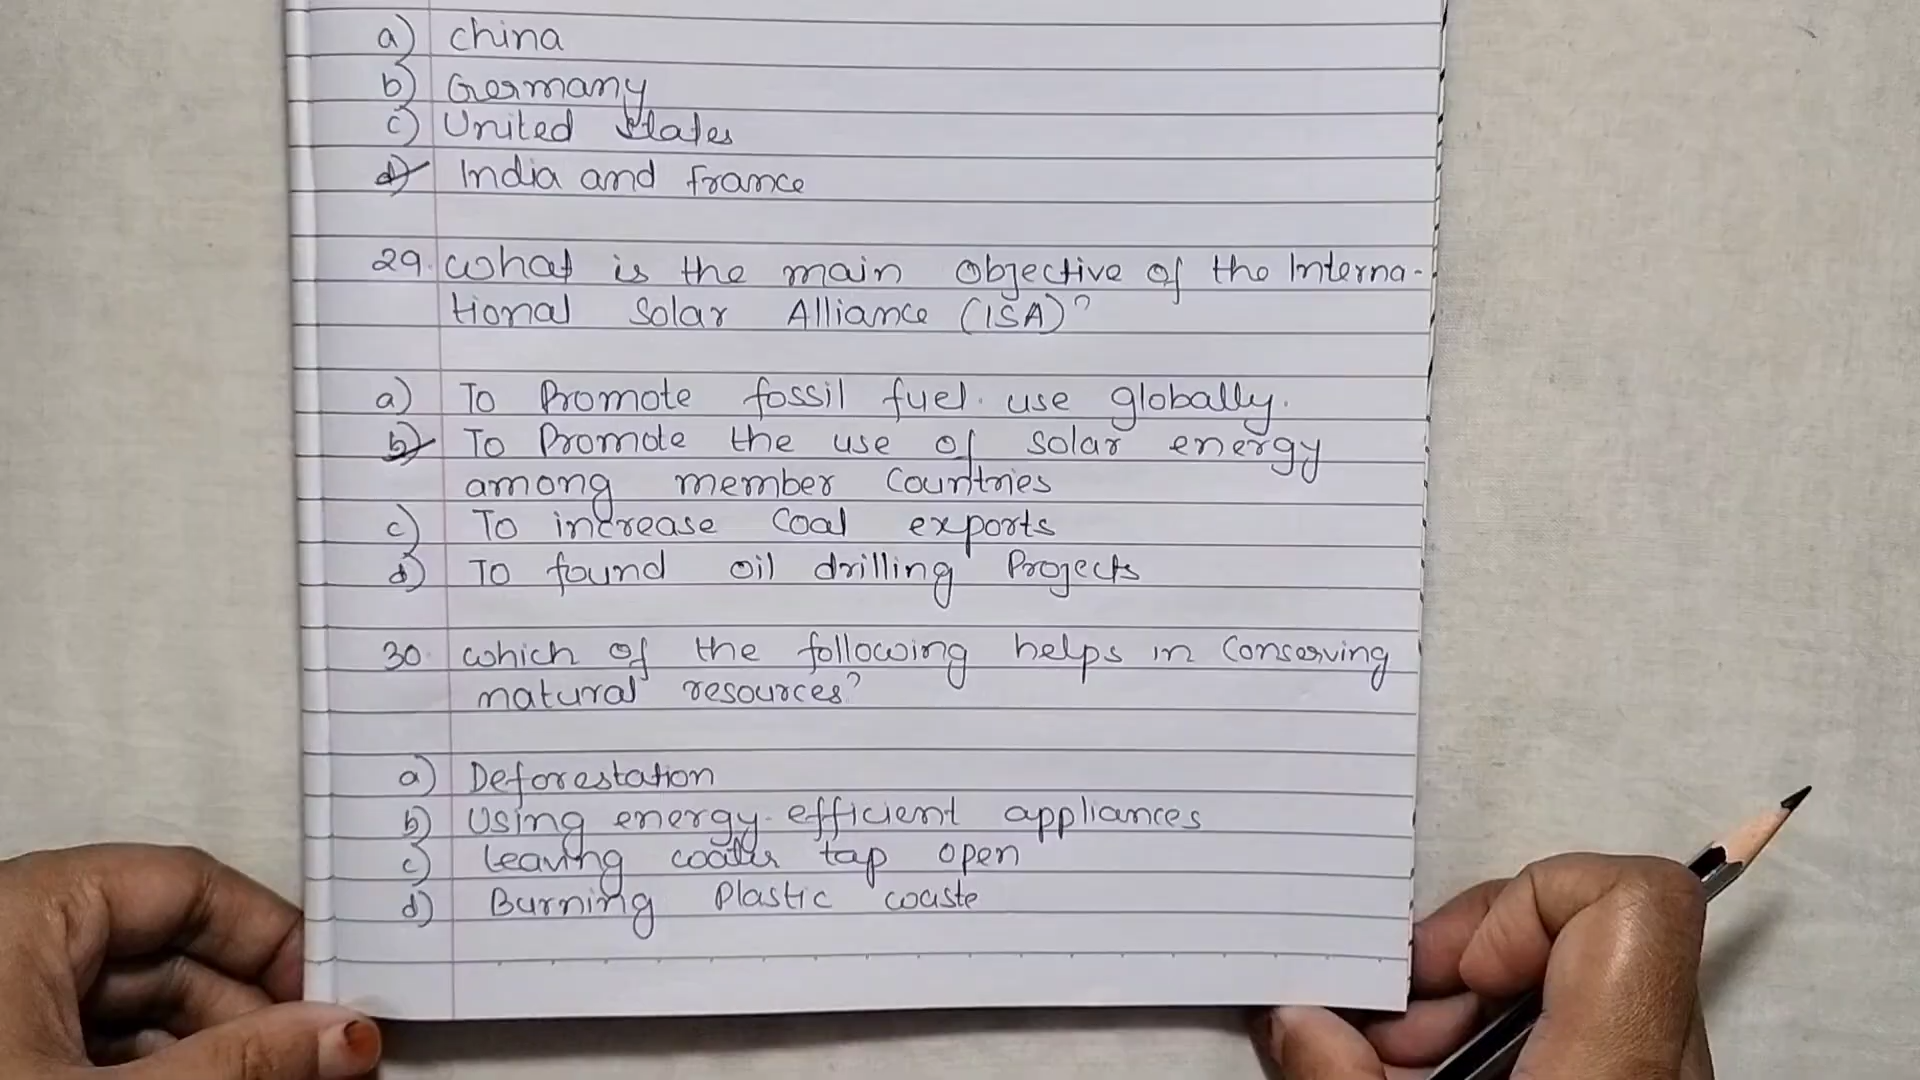 a) China
b) Germany
c) United States
d) India and france
29. What is the main objective of the Interna-
tional Solar Alliance (ISA)?
a) To Promote fossil fuel use globally.
b) To Promote the use of solar energy
among member Countries
c) To increase Coal exports
d) To found oil drilling Projects
30. which of the following helps in Conserving
natural resources?
a) Deforestation
b) Using energy-efficient appliances
c) leaving water tap open
d) Burning Plastic waste